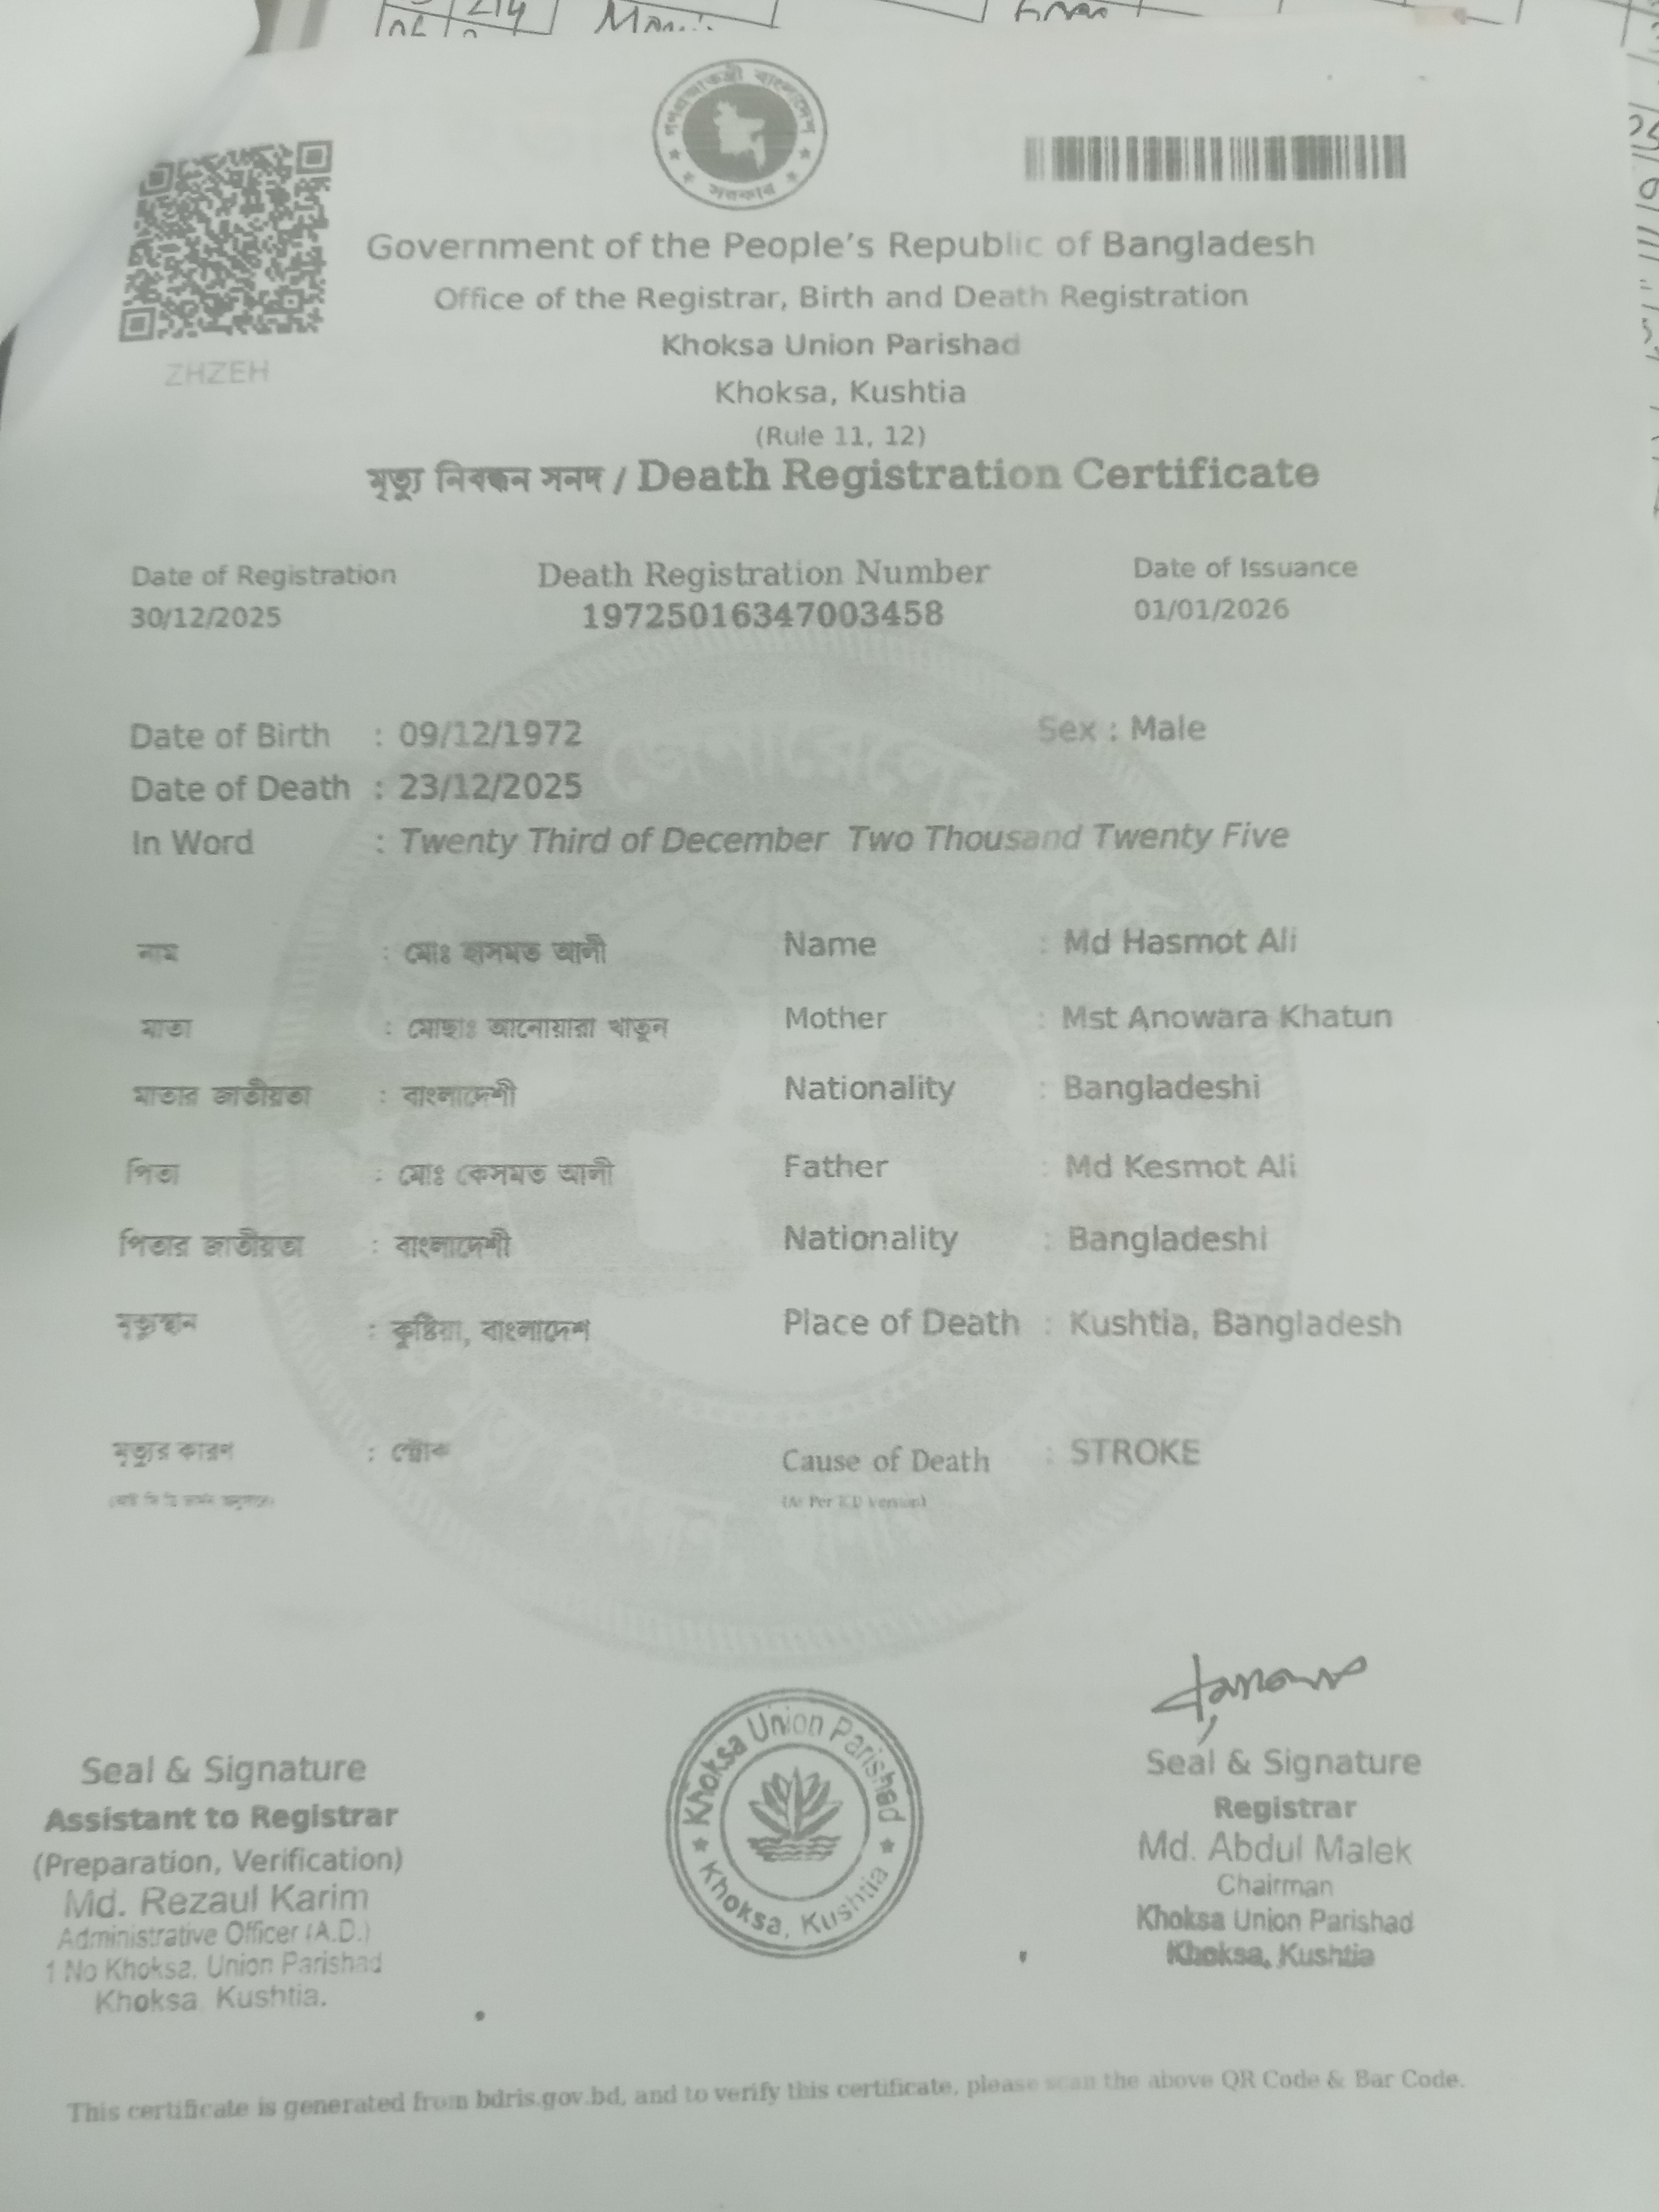 গণপ্রজাতন্ত্রী বাংলাদেশ
সরকার
ZHZEH
Government of the People's Republic of Bangladesh
Office of the Registrar, Birth and Death Registration
Khoksa Union Parishad
Khoksa, Kushtia
(Rule 11, 12)
মৃত্যু নিবন্ধন সনদ / Death Registration Certificate
Date of Registration Death Registration Number Date of Issuance
30/12/2025 19725016347003458 01/01/2026
Date of Birth : 09/12/1972 Sex : Male
Date of Death : 23/12/2025
In Word : Twenty Third of December Two Thousand Twenty Five
নাম : মোঃ হাসমত আলী Name : Md Hasmot Ali
মাতা : মোছাঃ আনোয়ারা খাতুন Mother : Mst Anowara Khatun
মাতার জাতীয়তা : বাংলাদেশী Nationality : Bangladeshi
পিতা : মোঃ কেসমত আলী Father : Md Kesmot Ali
পিতার জাতীয়তা : বাংলাদেশী Nationality : Bangladeshi
মৃত্যুস্থান : কুষ্টিয়া, বাংলাদেশ Place of Death : Kushtia, Bangladesh
মৃত্যুর কারণ : স্ট্রোক Cause of Death : STROKE
(As Per ICD Version)
Seal & Signature
Assistant to Registrar
(Preparation, Verification)
Md. Rezaul Karim
Administrative Officer (A.D.)
1 No Khoksa, Union Parishad
Khoksa, Kushtia.
Khoksa Union Parishad
Khoksa, Kushtia
Seal & Signature
Registrar
Md. Abdul Malek
Chairman
Khoksa Union Parishad
Khoksa, Kushtia
This certificate is generated from bdris.gov.bd, and to verify this certificate, please scan the above QR Code & Bar Code.